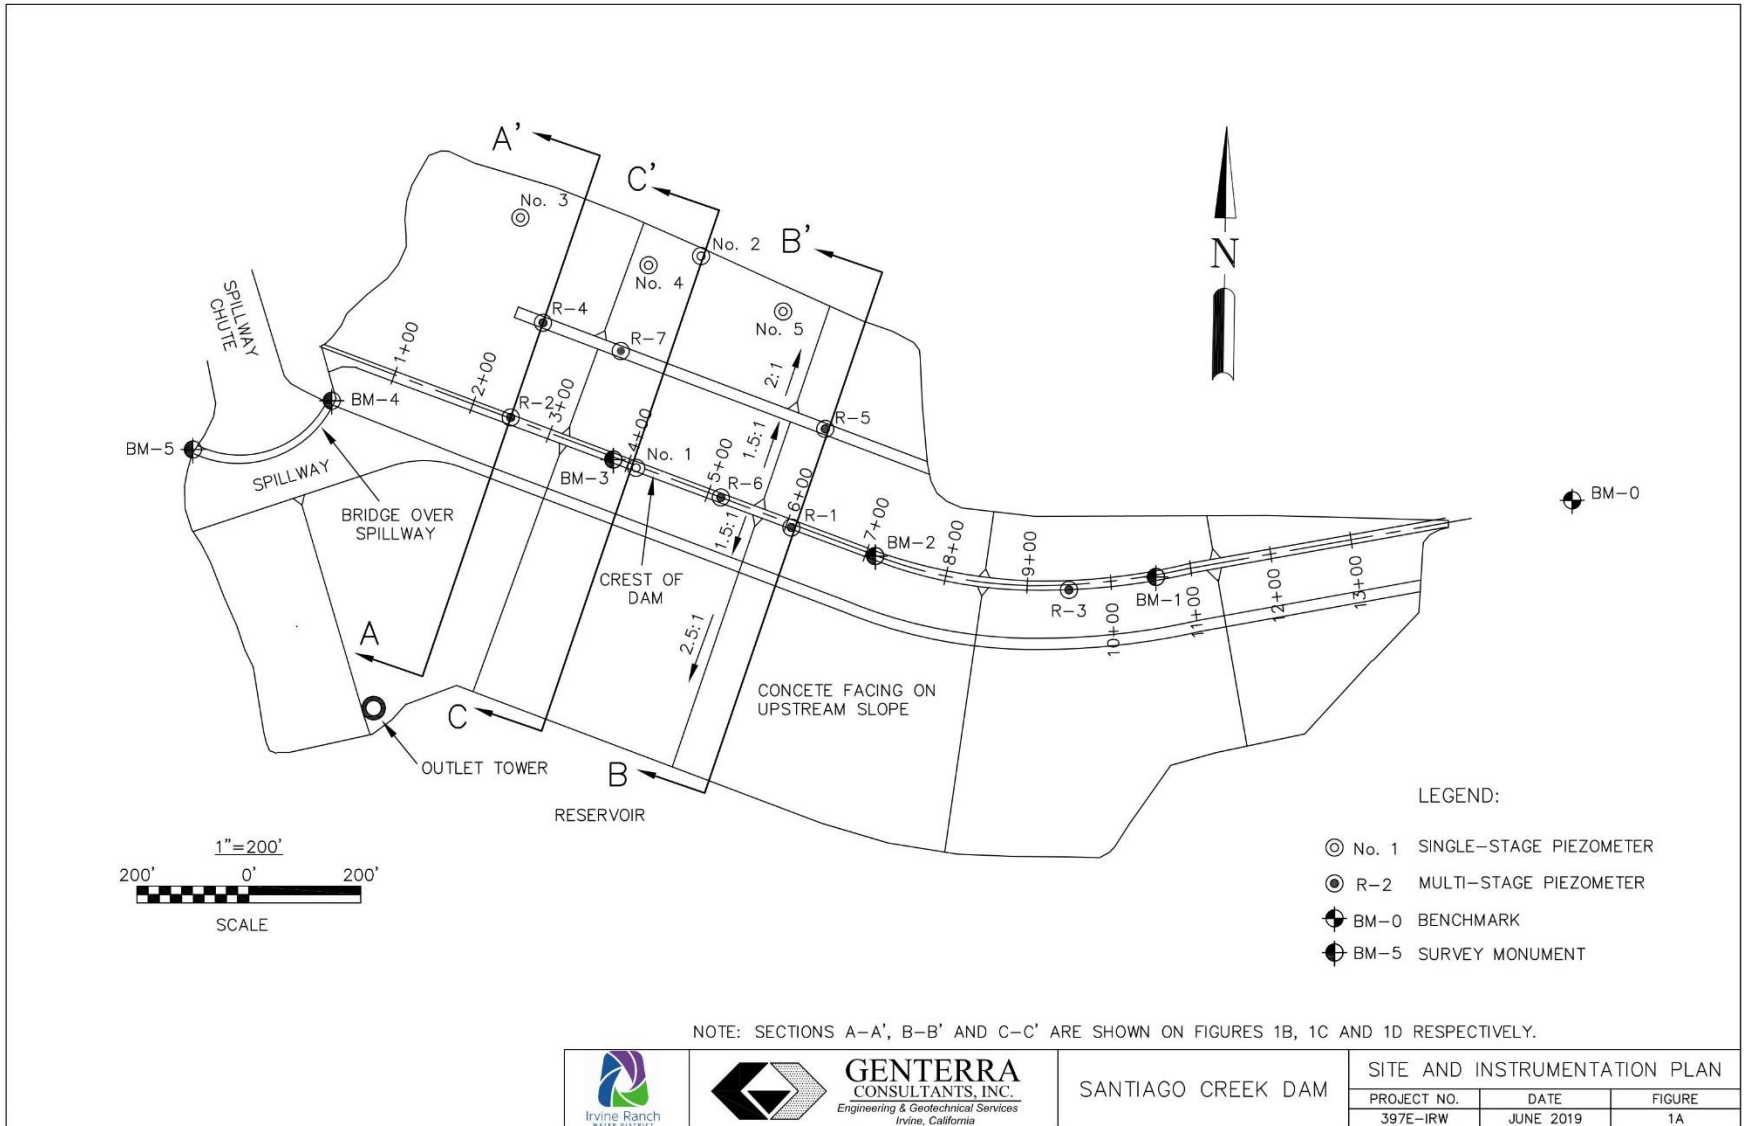 A'
C'
B'
No. 3
No. 2
No. 4
No. 5
R-4
R-7
R-5
2:1
1.5:1
SPILLWAY
CHUTE
1+00
2+00
3+00
4+00
5+00
6+00
7+00
8+00
9+00
10+00
11+00
12+00
13+00
BM-4
R-2
BM-5
SPILLWAY
BM-3
No. 1
R-6
R-1
BM-2
BM-0
BRIDGE OVER
SPILLWAY
1.5:1
CREST OF
DAM
R-3
BM-1
N
A
2.5:1
C
CONCETE FACING ON
UPSTREAM SLOPE
OUTLET TOWER
B
RESERVOIR
1"=200'
200'
0'
200'
SCALE
LEGEND:
No. 1 SINGLE-STAGE PIEZOMETER
R-2 MULTI-STAGE PIEZOMETER
BM-0 BENCHMARK
BM-5 SURVEY MONUMENT
NOTE: SECTIONS A-A', B-B' AND C-C' ARE SHOWN ON FIGURES 1B, 1C AND 1D RESPECTIVELY.
Irvine Ranch
WATER DISTRICT
GENTERRA
CONSULTANTS, INC.
Engineering & Geotechnical Services
Irvine, California
SANTIAGO CREEK DAM
SITE AND INSTRUMENTATION PLAN
PROJECT NO. DATE FIGURE
397E-IRW JUNE 2019 1A